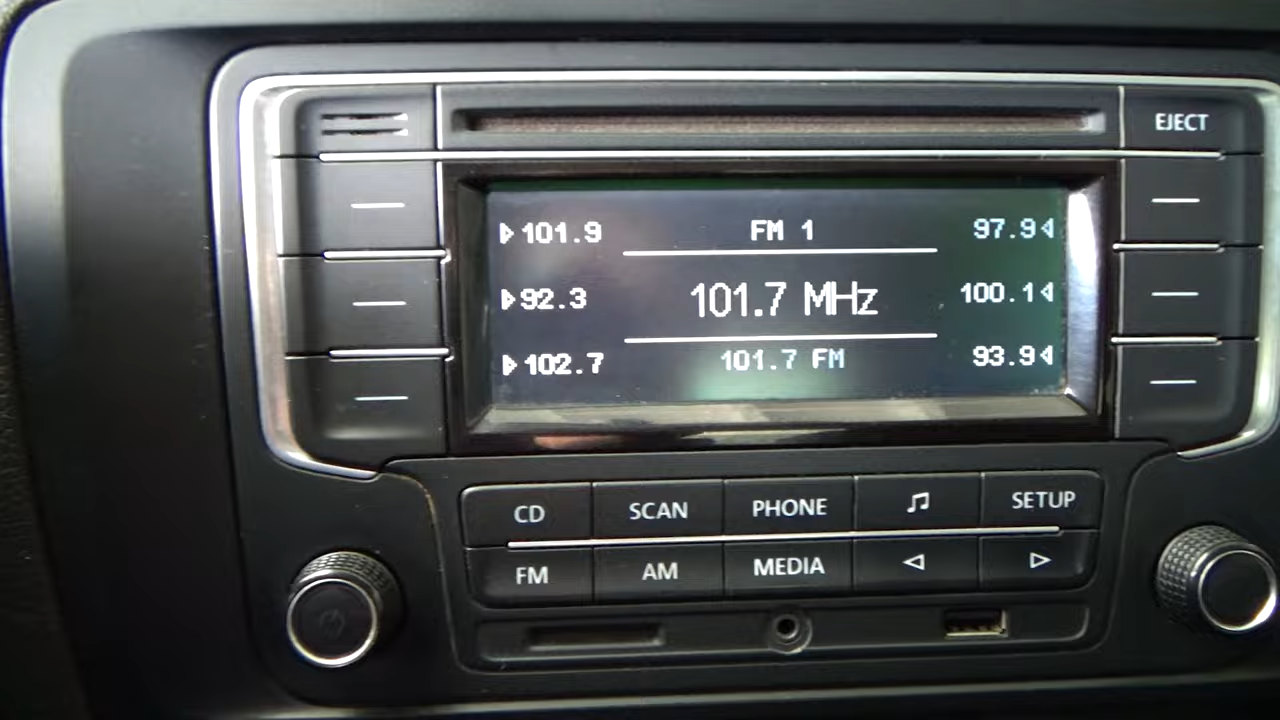 EJECT
101.9 FM 1 97.9
92.3 101.7 MHz 100.1
102.7 101.7 FM 93.9
CD SCAN PHONE SETUP
FM AM MEDIA